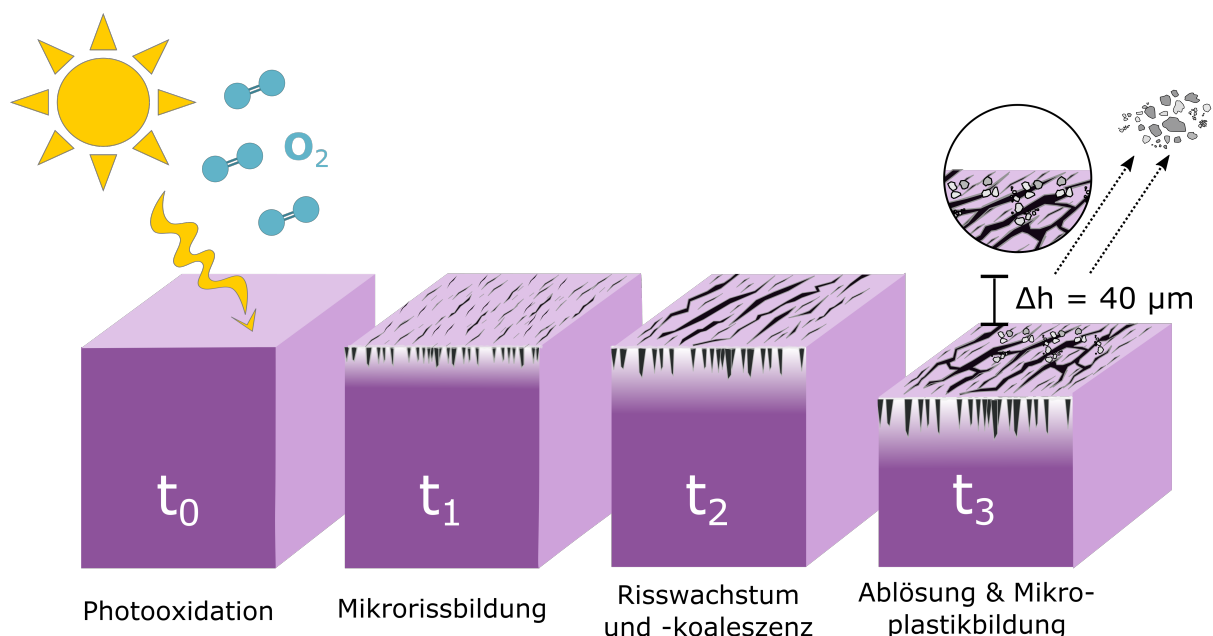 O₂
Δh = 40 µm
t₀
t₁
t₂
t₃
Photooxidation
Mikrorissbildung
Risswachstum
und -koaleszenz
Ablösung & Mikro-
plastikbildung